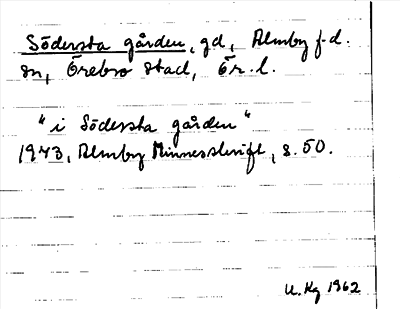 Södersta gården, gd, Almby f.d.
sn, Örebro stad, Ör. l.
"i Södersta gården"
1943, Almby Minnesskrift, s. 50.
U. Kg 1962